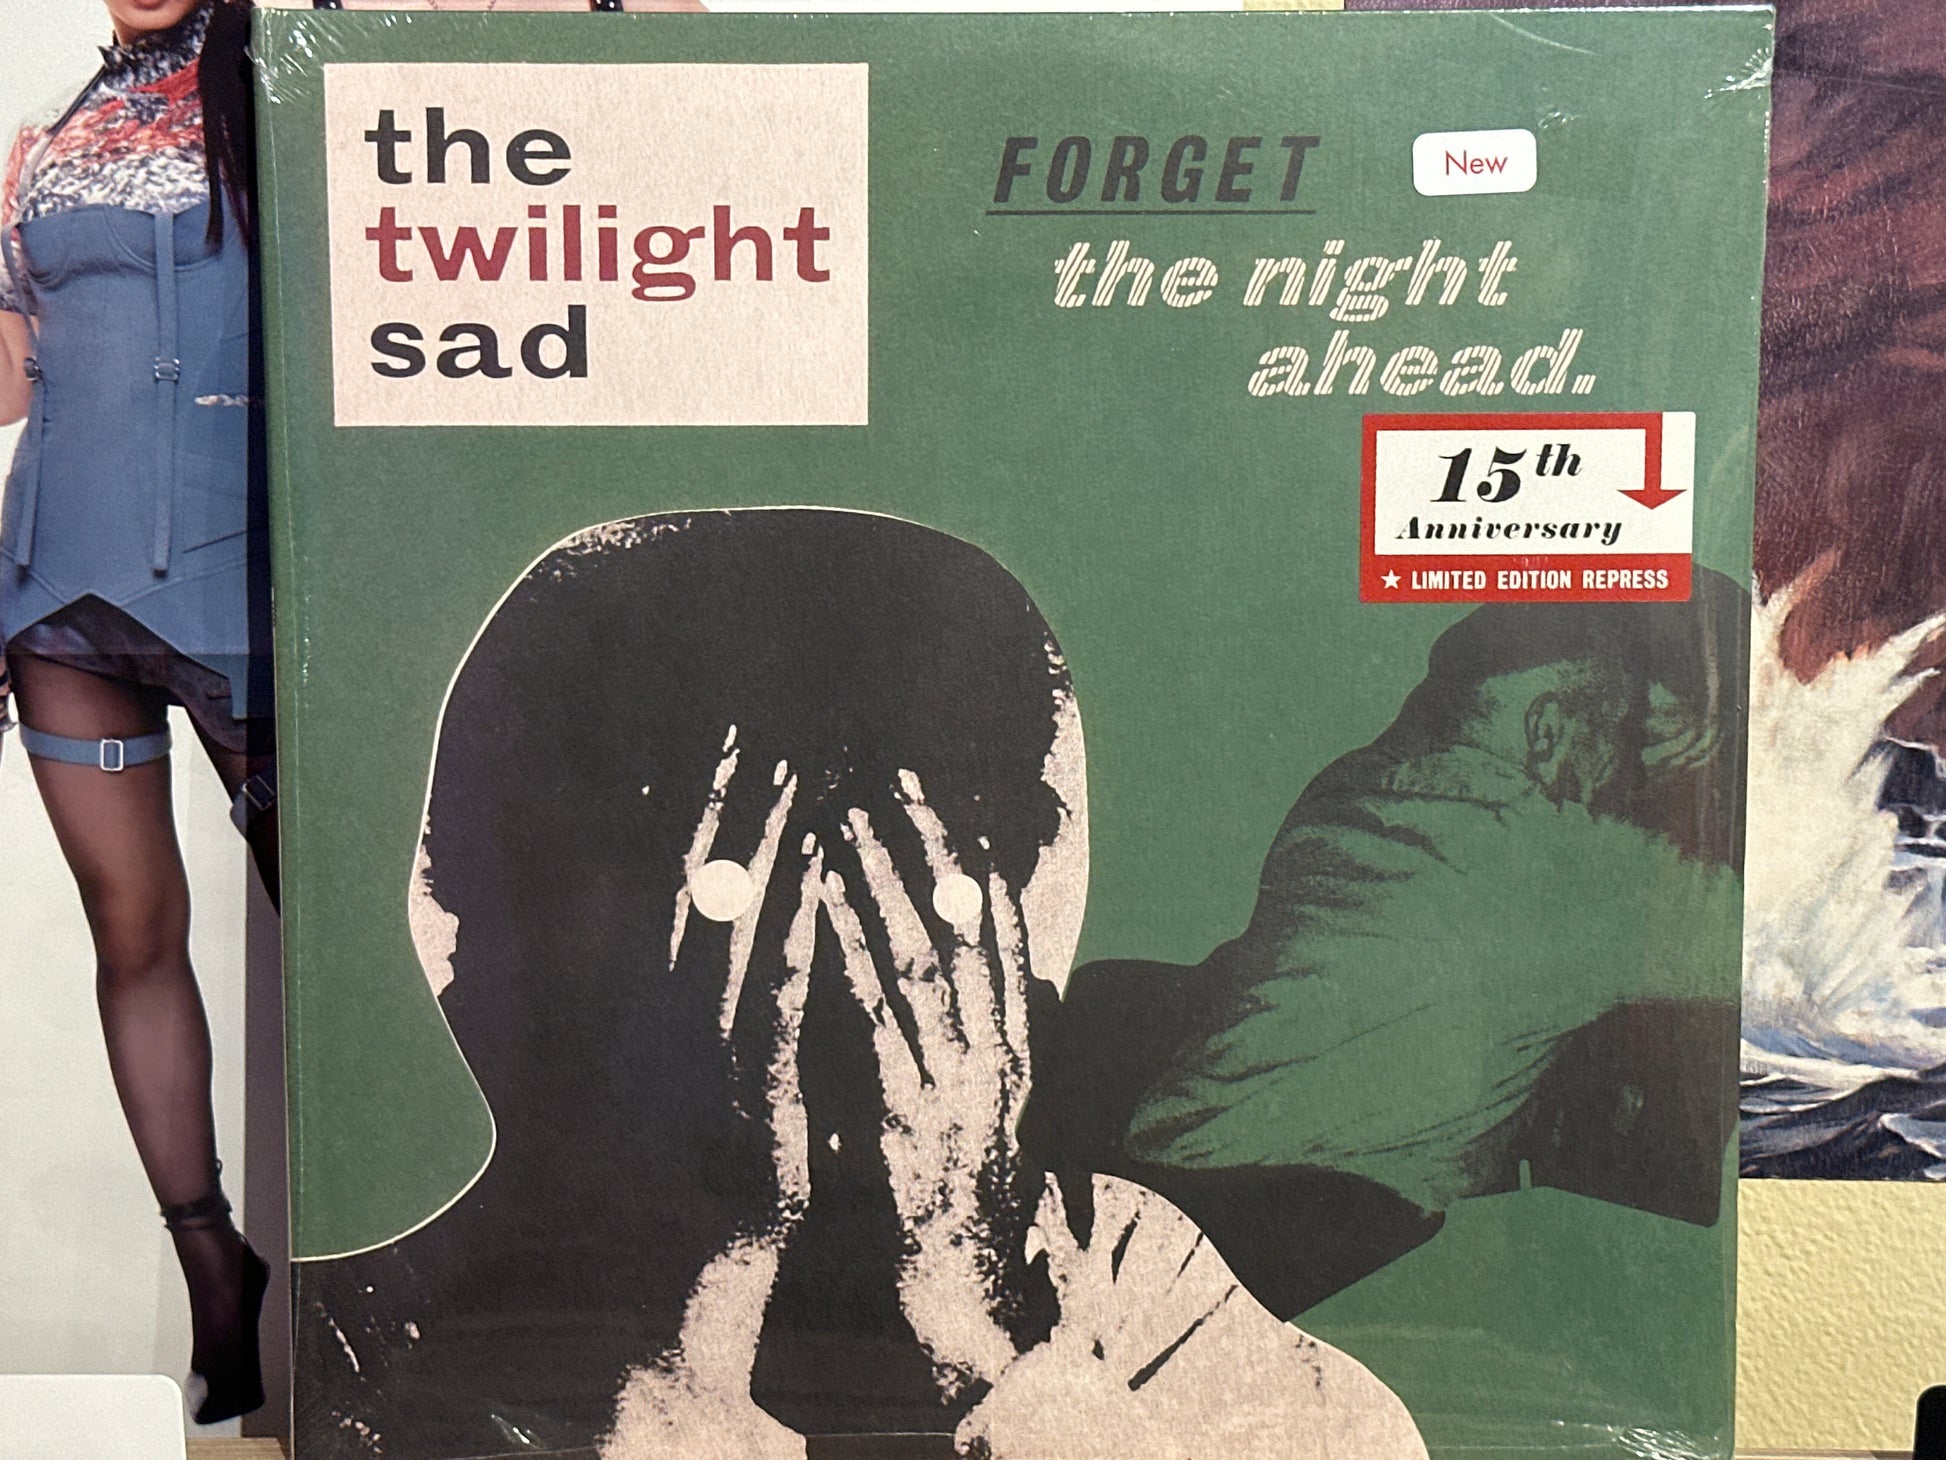 the
twilight
sad
FORGET
the night
ahead.
New
15th
Anniversary
★ LIMITED EDITION REPRESS